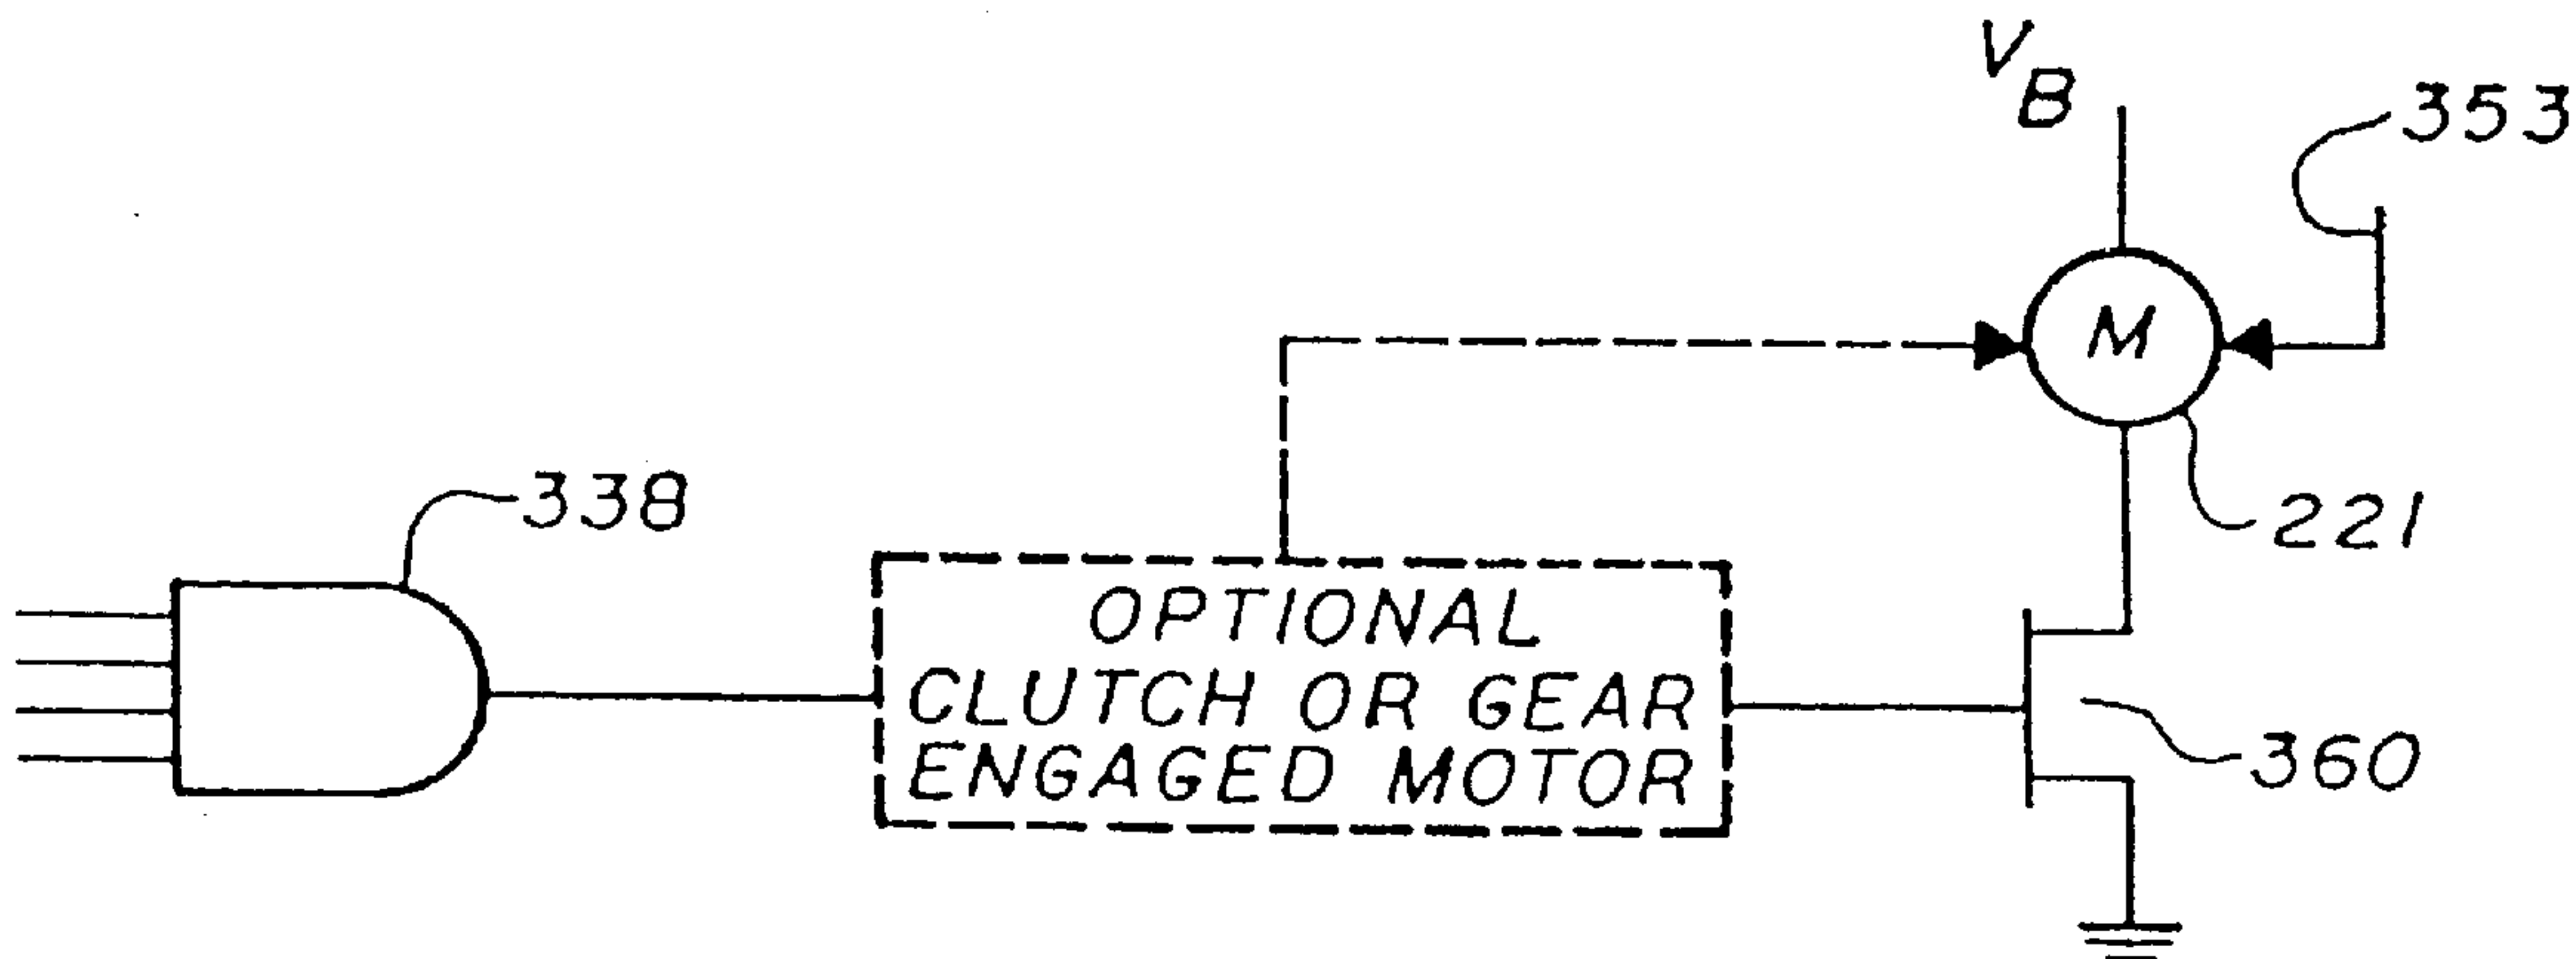 V_B
353
M
338
221
OPTIONAL
CLUTCH OR GEAR
ENGAGED MOTOR
360